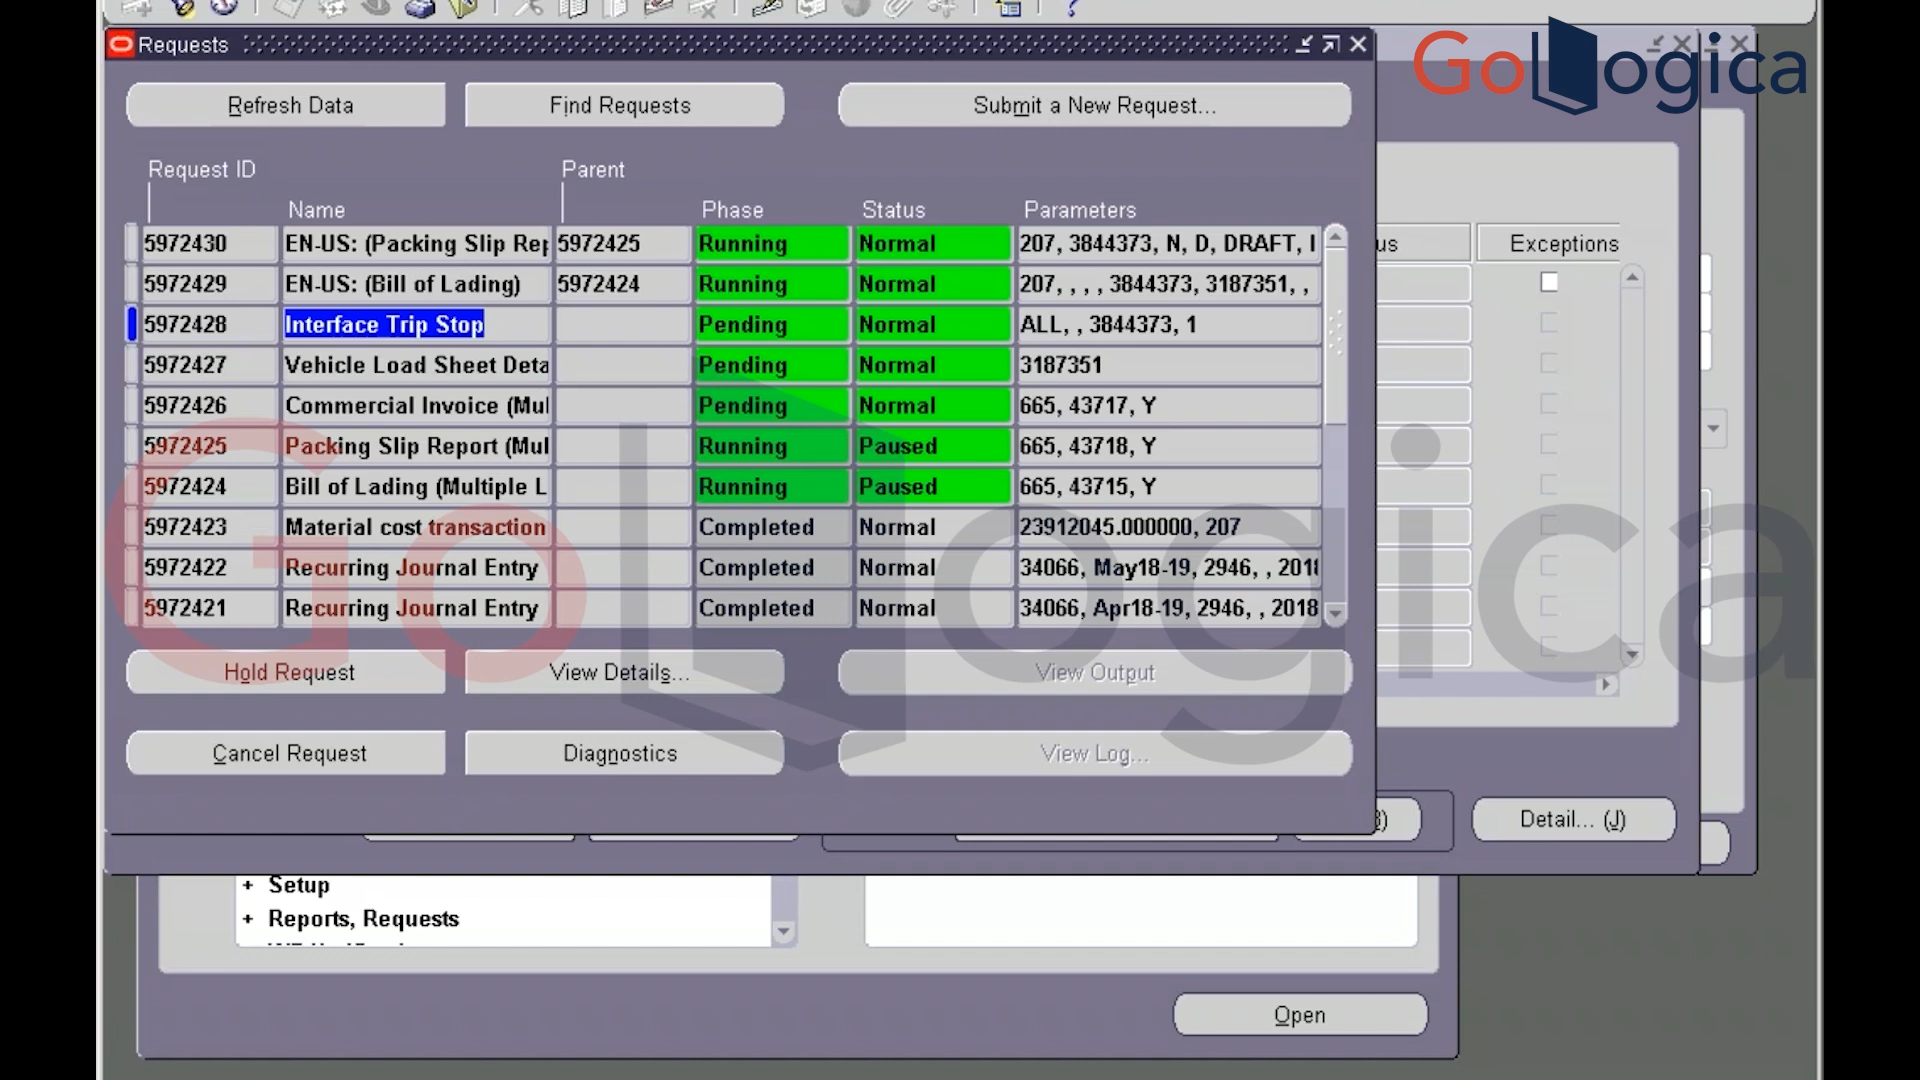 Requests
GoLogica
Refresh Data
Find Requests
Submit a New Request...
Request ID
Parent
Name
Phase
Status
Parameters
5972430 EN-US: (Packing Slip Rep 5972425 Running Normal 207, 3844373, N, D, DRAFT, I
5972429 EN-US: (Bill of Lading) 5972424 Running Normal 207, , , , 3844373, 3187351, ,
5972428 Interface Trip Stop Pending Normal ALL, , 3844373, 1
5972427 Vehicle Load Sheet Deta Pending Normal 3187351
5972426 Commercial Invoice (Mul Pending Normal 665, 43717, Y
5972425 Packing Slip Report (Mul Running Paused 665, 43718, Y
5972424 Bill of Lading (Multiple L Running Paused 665, 43715, Y
5972423 Material cost transaction Completed Normal 23912045.000000, 207
5972422 Recurring Journal Entry Completed Normal 34066, May18-19, 2946, , 201
5972421 Recurring Journal Entry Completed Normal 34066, Apr18-19, 2946, , 2018
us
Exceptions
GoLogica
Hold Request
View Details...
View Output
Cancel Request
Diagnostics
View Log...
Detail... (J)
+ Setup
+ Reports, Requests
Open